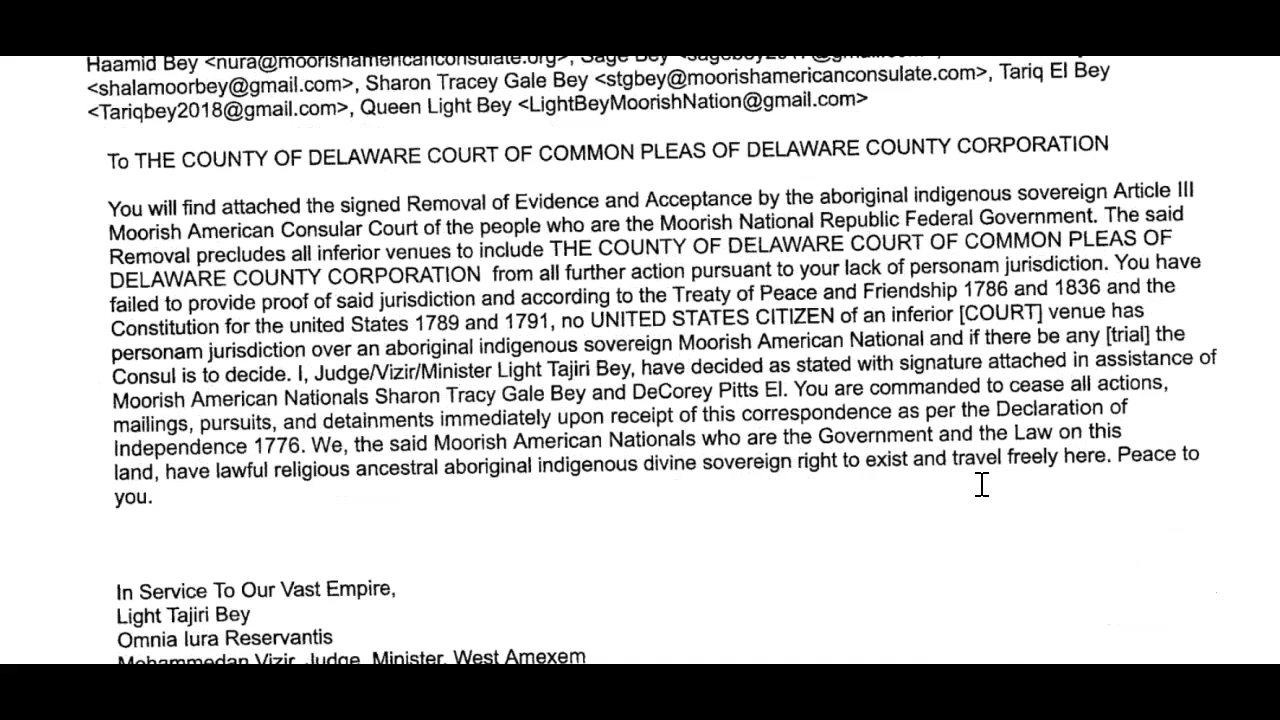 Haamid Bey <nura@moorishamericanconsulate.org>, Sage Bey
<shalamoorbey@gmail.com>, Sharon Tracey Gale Bey <stgbey@moorishamericanconsulate.com>, Tariq El Bey
<Tariqbey2018@gmail.com>, Queen Light Bey <LightBeyMoorishNation@gmail.com>
To THE COUNTY OF DELAWARE COURT OF COMMON PLEAS OF DELAWARE COUNTY CORPORATION
You will find attached the signed Removal of Evidence and Acceptance by the aboriginal indigenous sovereign Article III
Moorish American Consular Court of the people who are the Moorish National Republic Federal Government. The said
Removal precludes all inferior venues to include THE COUNTY OF DELAWARE COURT OF COMMON PLEAS OF
DELAWARE COUNTY CORPORATION from all further action pursuant to your lack of personam jurisdiction. You have
failed to provide proof of said jurisdiction and according to the Treaty of Peace and Friendship 1786 and 1836 and the
Constitution for the united States 1789 and 1791, no UNITED STATES CITIZEN of an inferior [COURT] venue has
personam jurisdiction over an aboriginal indigenous sovereign Moorish American National and if there be any [trial] the
Consul is to decide. I, Judge/Vizir/Minister Light Tajiri Bey, have decided as stated with signature attached in assistance of
Moorish American Nationals Sharon Tracy Gale Bey and DeCorey Pitts El. You are commanded to cease all actions,
mailings, pursuits, and detainments immediately upon receipt of this correspondence as per the Declaration of
Independence 1776. We, the said Moorish American Nationals who are the Government and the Law on this
land, have lawful religious ancestral aboriginal indigenous divine sovereign right to exist and travel freely here. Peace to
you.
In Service To Our Vast Empire,
Light Tajiri Bey
Omnia Iura Reservantis
Mohammedan Vizir, Judge, Minister, West Amexem